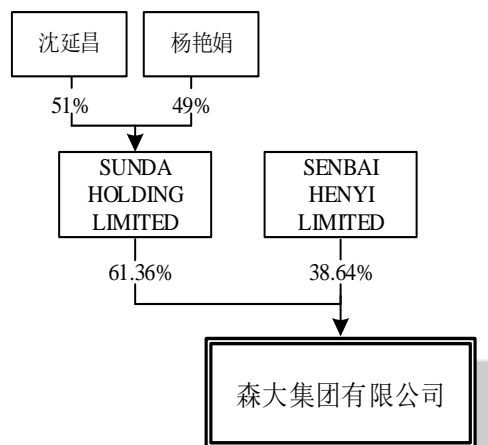 沈延昌
杨艳娟
51%
49%
SUNDA
HOLDING
LIMITED
SENBAI
HENYI
LIMITED
61.36%
38.64%
森大集团有限公司